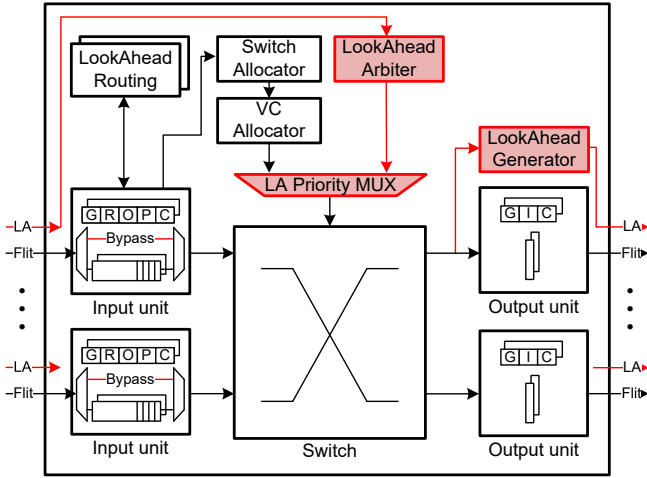 LookAhead
Routing
Switch
Allocator
LookAhead
Arbiter
VC
Allocator
LookAhead
Generator
LA Priority MUX
LA
Flit
G R O P C
Bypass
Input unit
G I C
Output unit
LA
Flit
LA
Flit
G R O P C
Bypass
Input unit
Switch
G I C
Output unit
LA
Flit